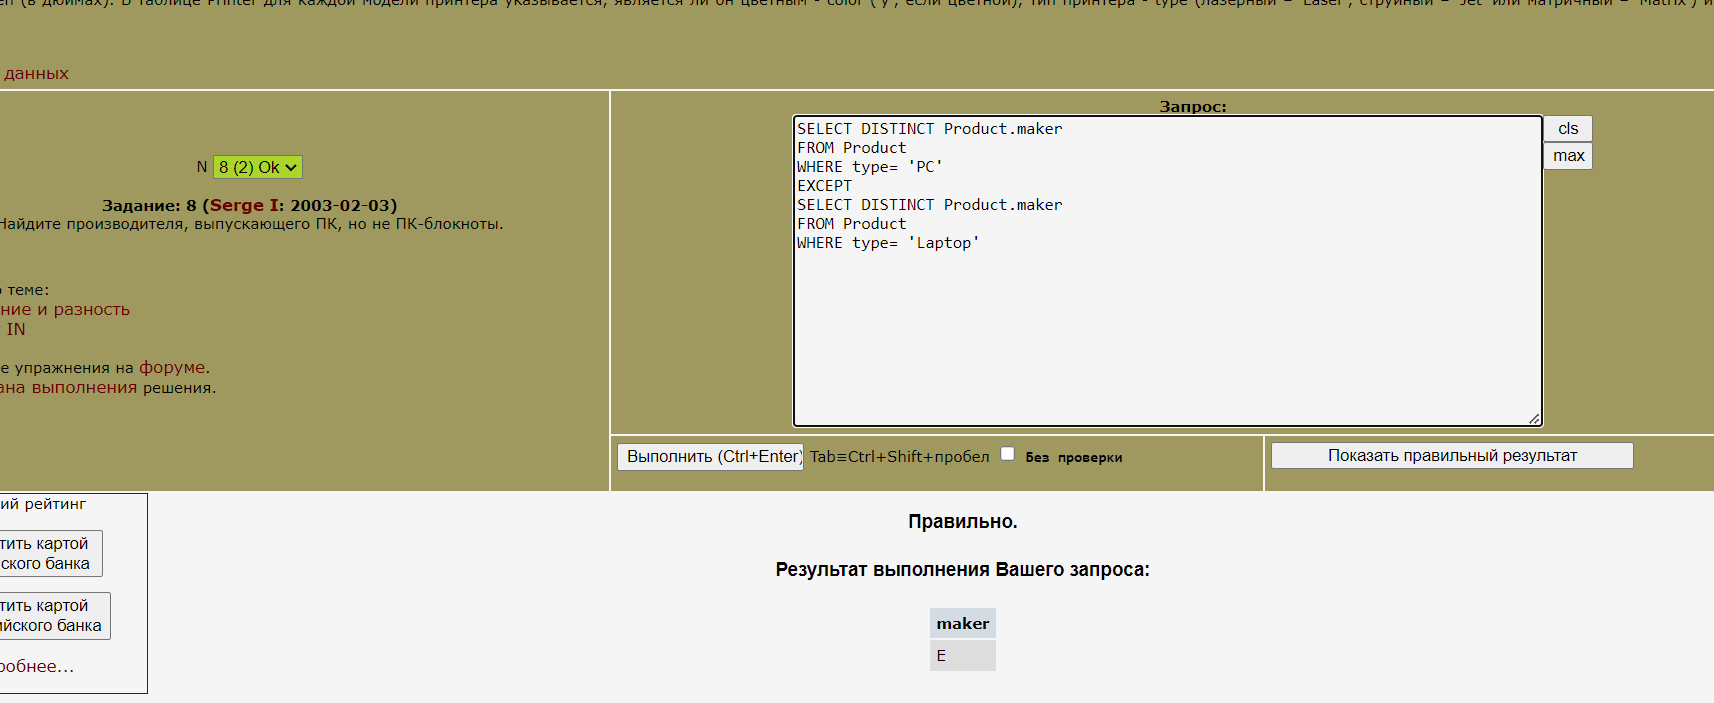 (в дюймах). В таблице Printer для каждой модели принтера указывается, является ли он цветным - color ('y', если цветной), тип принтера - type (лазерный – 'Laser', струйный – 'Jet' или матричный – 'Matrix')
данных
Запрос:
SELECT DISTINCT Product.maker
FROM Product
WHERE type= 'PC'
EXCEPT
SELECT DISTINCT Product.maker
FROM Product
WHERE type= 'Laptop'
cls
max
N 8 (2) Ok
Задание: 8 (Serge I: 2003-02-03)
Найдите производителя, выпускающего ПК, но не ПК-блокноты.
о теме:
ние и разность
IN
е упражнения на форуме.
ана выполнения решения.
Выполнить (Ctrl+Enter) Tab≡Ctrl+Shift+пробел Без проверки
Показать правильный результат
ий рейтинг
тить картой
ского банка
тить картой
ийского банка
робнее...
Правильно.
Результат выполнения Вашего запроса:
maker
E